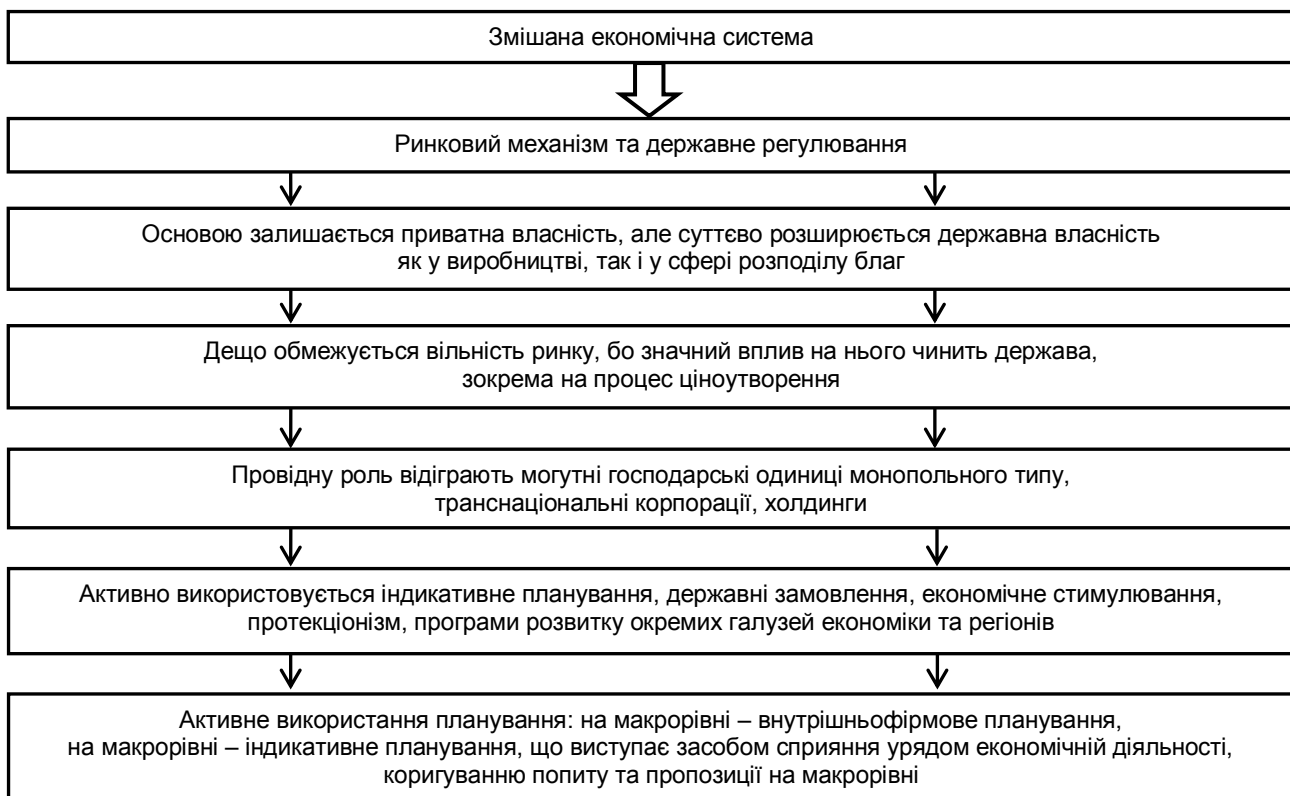 Змішана економічна система
Ринковий механізм та державне регулювання
Основою залишається приватна власність, але суттєво розширюється державна власність
як у виробництві, так і у сфері розподілу благ
Дещо обмежується вільність ринку, бо значний вплив на нього чинить держава,
зокрема на процес ціноутворення
Провідну роль відіграють могутні господарські одиниці монопольного типу,
транснаціональні корпорації, холдинги
Активно використовується індикативне планування, державні замовлення, економічне стимулювання,
протекціонізм, програми розвитку окремих галузей економіки та регіонів
Активне використання планування: на макрорівні – внутрішньофірмове планування,
на макрорівні – індикативне планування, що виступає засобом сприяння урядом економічній діяльності,
коригуванню попиту та пропозиції на макрорівні